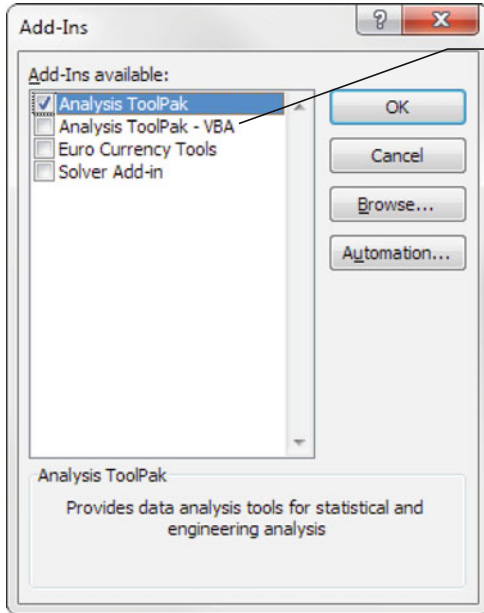 Add-Ins
?
X
Add-Ins available:
Analysis ToolPak
Analysis ToolPak - VBA
Euro Currency Tools
Solver Add-in
OK
Cancel
Browse...
Automation...
Analysis ToolPak
Provides data analysis tools for statistical and
engineering analysis